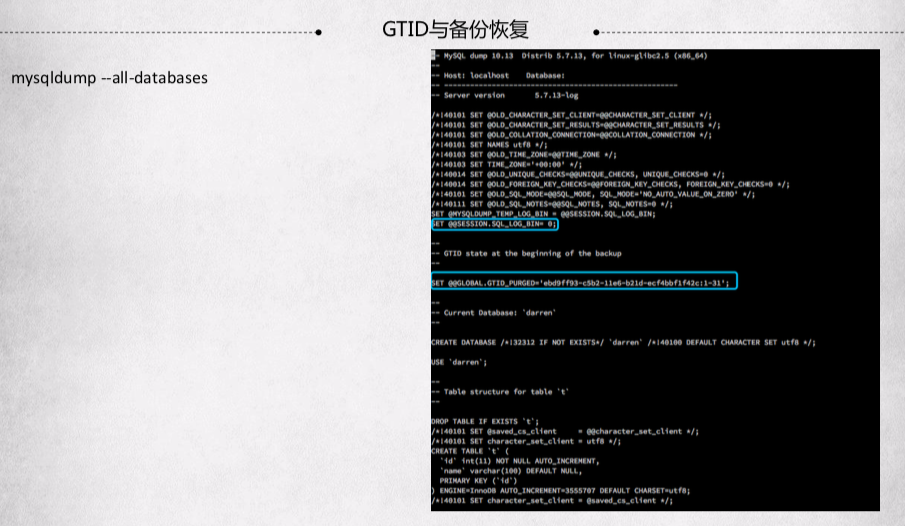 GTID与备份恢复
mysqldump --all-databases
-- MySQL dump 10.13  Distrib 5.7.13, for linux-glibc2.5 (x86_64)
--
-- Host: localhost    Database:
-- ------------------------------------------------------
-- Server version       5.7.13-log

/*!40101 SET @OLD_CHARACTER_SET_CLIENT=@@CHARACTER_SET_CLIENT */;
/*!40101 SET @OLD_CHARACTER_SET_RESULTS=@@CHARACTER_SET_RESULTS */;
/*!40101 SET @OLD_COLLATION_CONNECTION=@@COLLATION_CONNECTION */;
/*!40101 SET NAMES utf8 */;
/*!40103 SET @OLD_TIME_ZONE=@@TIME_ZONE */;
/*!40103 SET TIME_ZONE='+00:00' */;
/*!40014 SET @OLD_UNIQUE_CHECKS=@@UNIQUE_CHECKS, UNIQUE_CHECKS=0 */;
/*!40014 SET @OLD_FOREIGN_KEY_CHECKS=@@FOREIGN_KEY_CHECKS, FOREIGN_KEY_CHECKS=0 */;
/*!40101 SET @OLD_SQL_MODE=@@SQL_MODE, SQL_MODE='NO_AUTO_VALUE_ON_ZERO' */;
/*!40111 SET @OLD_SQL_NOTES=@@SQL_NOTES, SQL_NOTES=0 */;
SET @MYSQLDUMP_TEMP_LOG_BIN = @@SESSION.SQL_LOG_BIN;
SET @@SESSION.SQL_LOG_BIN= 0;

--
-- GTID state at the beginning of the backup
--

SET @@GLOBAL.GTID_PURGED='ebd9ff93-c5b2-11e6-b21d-ecf4bbf1f42c:1-31';

--
-- Current Database: `darren`
--

CREATE DATABASE /*!32312 IF NOT EXISTS*/ `darren` /*!40100 DEFAULT CHARACTER SET utf8 */;

USE `darren`;

--
-- Table structure for table `t`
--

DROP TABLE IF EXISTS `t`;
/*!40101 SET @saved_cs_client     = @@character_set_client */;
/*!40101 SET character_set_client = utf8 */;
CREATE TABLE `t` (
  `id` int(11) NOT NULL AUTO_INCREMENT,
  `name` varchar(100) DEFAULT NULL,
  PRIMARY KEY (`id`)
) ENGINE=InnoDB AUTO_INCREMENT=3555707 DEFAULT CHARSET=utf8;
/*!40101 SET character_set_client = @saved_cs_client */;